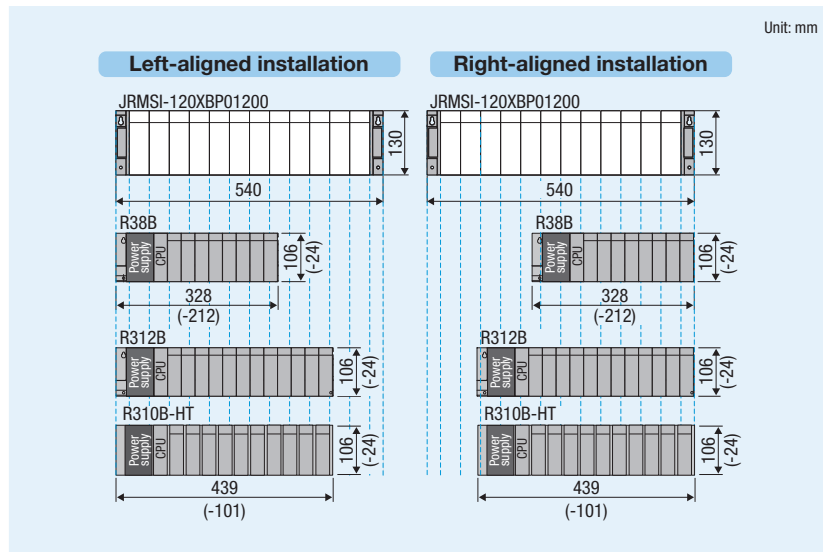 Unit: mm
Left-aligned installation
JRMSI-120XBP01200
130
540
R38B
Power
supply
CPU
106
(-24)
328
(-212)
R312B
Power
supply
CPU
106
(-24)
R310B-HT
Power
supply
CPU
106
(-24)
439
(-101)
Right-aligned installation
JRMSI-120XBP01200
130
540
R38B
Power
supply
CPU
106
(-24)
328
(-212)
R312B
Power
supply
CPU
106
(-24)
R310B-HT
Power
supply
CPU
106
(-24)
439
(-101)